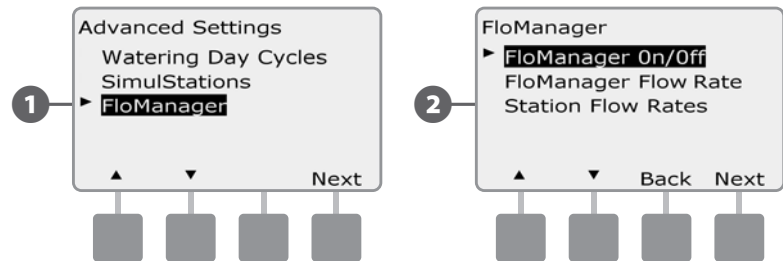 Advanced Settings
Watering Day Cycles
SimulStations
► FloManager
▲ ▼ Next
1
FloManager
► FloManager On/Off
FloManager Flow Rate
Station Flow Rates
▲ ▼ Back Next
2